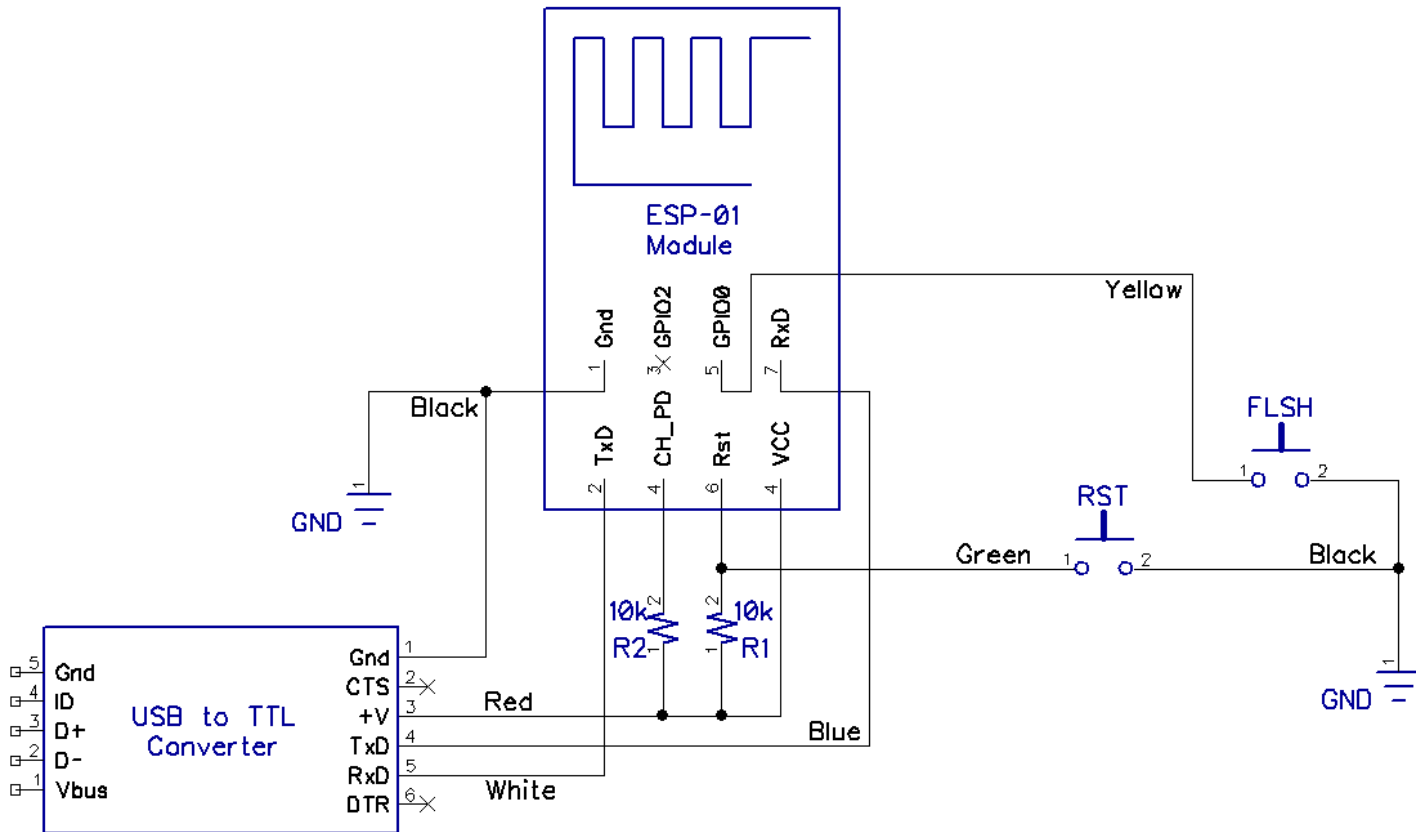 ESP-01
Module
Gnd
GPIO2
GPIO0
RxD
1
3
5
7
TxD
CH_PD
Rst
VCC
2
4
6
4
Yellow
Black
1
GND
FLSH
1
2
RST
Green
1
2
Black
1
GND
10k
2
R2
1
2
10k
1
R1
USB to TTL
Converter
5
Gnd
4
ID
3
D+
2
D-
1
Vbus
Gnd
1
CTS
2
+V
3
TxD
4
RxD
5
DTR
6
Red
Blue
White